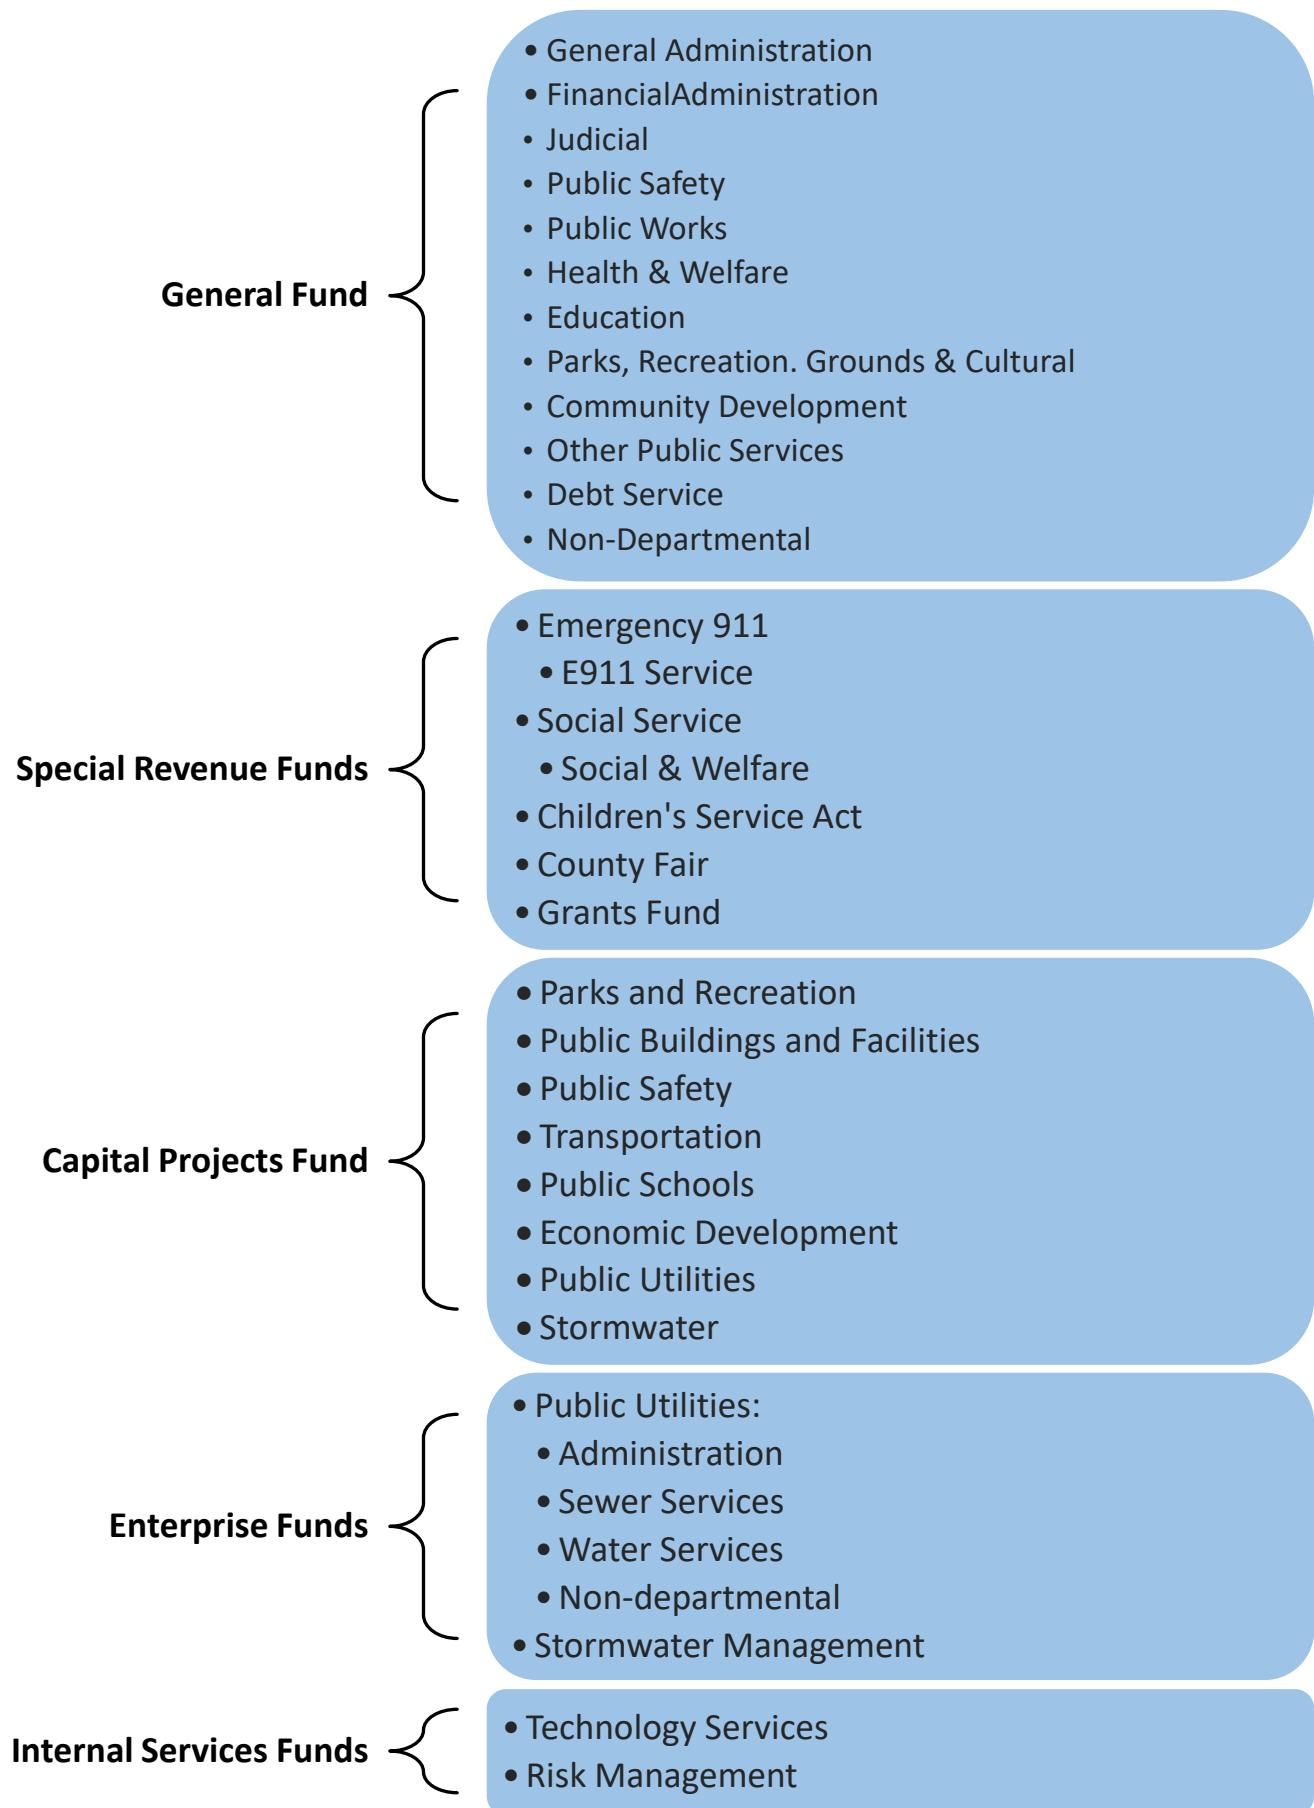 General Fund
• General Administration
• FinancialAdministration
• Judicial
• Public Safety
• Public Works
• Health & Welfare
• Education
• Parks, Recreation. Grounds & Cultural
• Community Development
• Other Public Services
• Debt Service
• Non-Departmental
Special Revenue Funds
• Emergency 911
• E911 Service
• Social Service
• Social & Welfare
• Children's Service Act
• County Fair
• Grants Fund
Capital Projects Fund
• Parks and Recreation
• Public Buildings and Facilities
• Public Safety
• Transportation
• Public Schools
• Economic Development
• Public Utilities
• Stormwater
Enterprise Funds
• Public Utilities:
• Administration
• Sewer Services
• Water Services
• Non-departmental
• Stormwater Management
Internal Services Funds
• Technology Services
• Risk Management